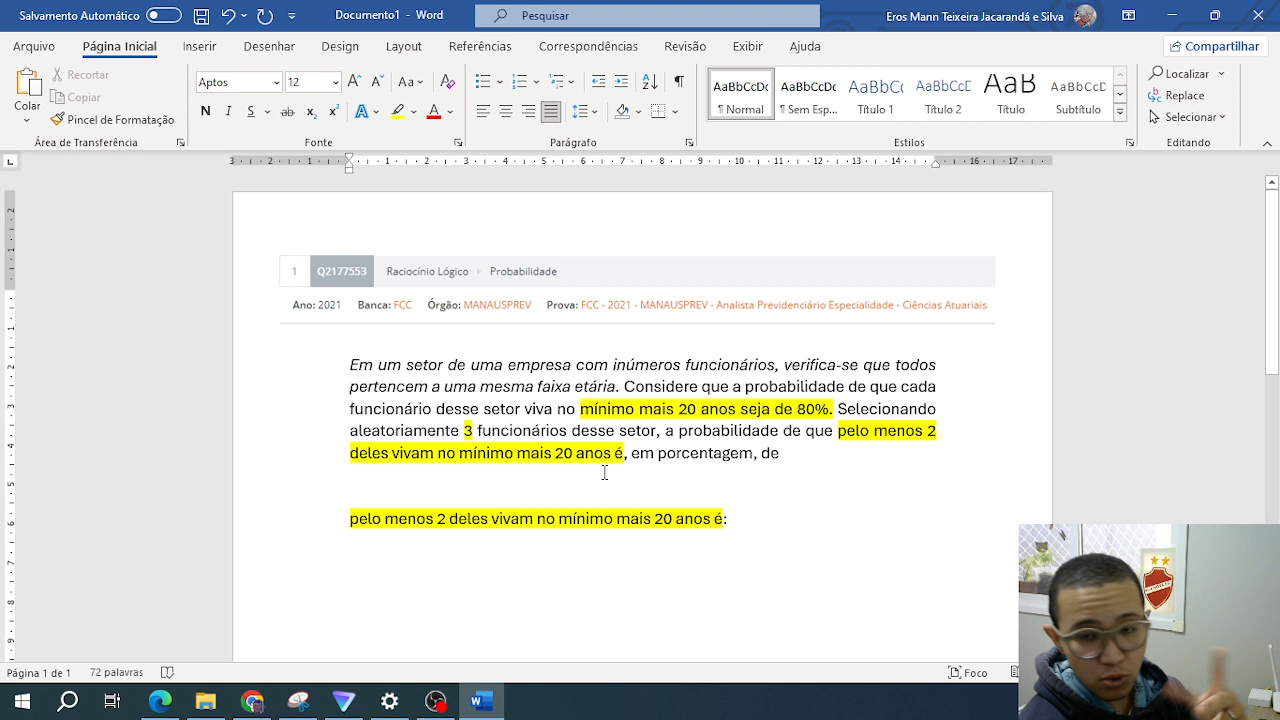 Salvamento Automático
Documento1 - Word
Pesquisar
Eros Mann Teixeira Jacarandá e Silva
Arquivo Página Inicial Inserir Desenhar Design Layout Referências Correspondências Revisão Exibir Ajuda
Compartilhar
Colar
Recortar
Copiar
Pincel de Formatação
Área de Transferência
Aptos 12
N I S ab
Fonte
Parágrafo
AaBbCcDc AaBbCcDc AaBbCc AaBbCcD AaB AaBbCcD
¶ Normal ¶ Sem Esp... Título 1 Título 2 Título Subtítulo
Estilos
Localizar
Replace
Selecionar
Editando
1 Q2177553 Raciocínio Lógico Probabilidade
Ano: 2021 Banca: FCC Órgão: MANAUSPREV Prova: FCC - 2021 - MANAUSPREV - Analista Previdenciário Especialidade - Ciências Atuariais
Em um setor de uma empresa com inúmeros funcionários, verifica-se que todos
pertencem a uma mesma faixa etária. Considere que a probabilidade de que cada
funcionário desse setor viva no mínimo mais 20 anos seja de 80%. Selecionando
aleatoriamente 3 funcionários desse setor, a probabilidade de que pelo menos 2
deles vivam no mínimo mais 20 anos é, em porcentagem, de
pelo menos 2 deles vivam no mínimo mais 20 anos é:
Página 1 de 1 72 palavras
Foco